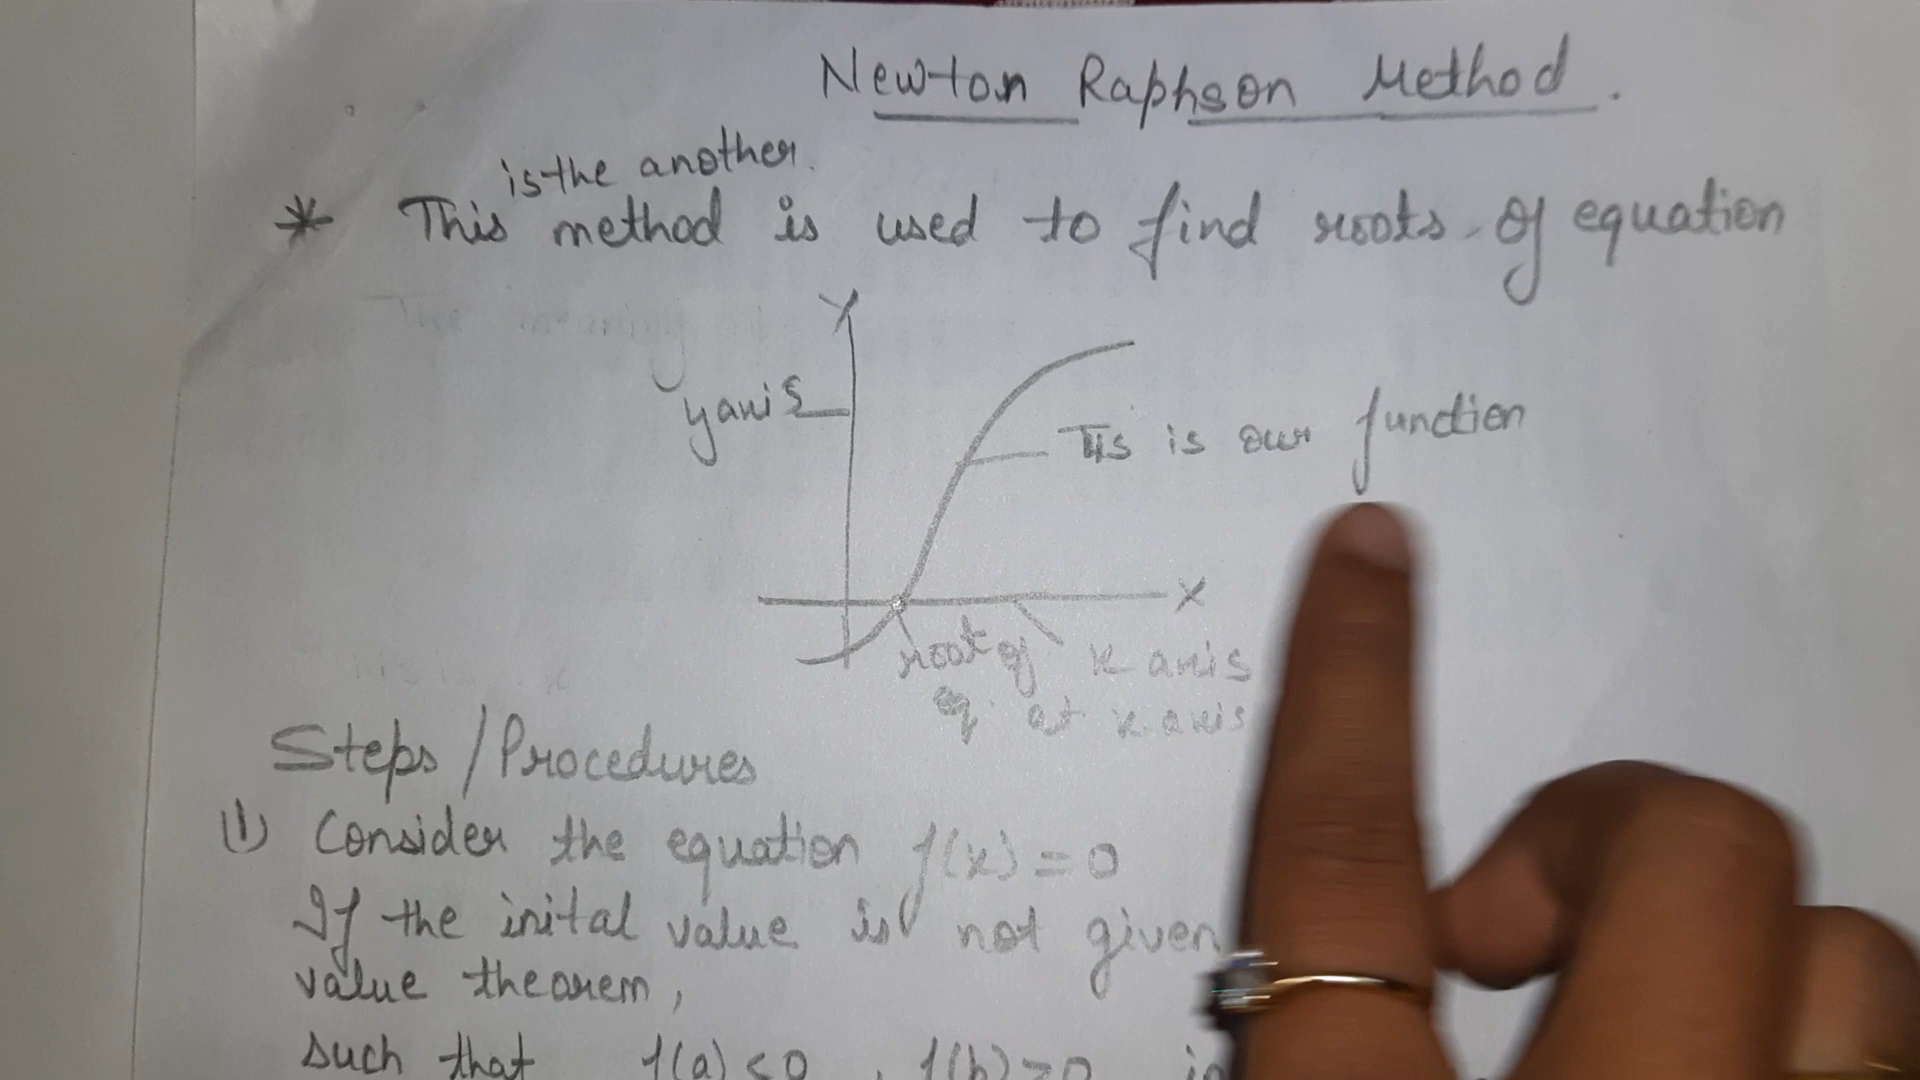 Newton Raphson Method.
is the another.
* This method is used to find roots of equation
Y
y axis
This is our function
X
root of x axis
eq. at x axis
Steps/Procedures
(1) Consider the equation f(x) = 0
If the inital value is not given
value theorem,
such that f(a) < 0, f(b) > 0